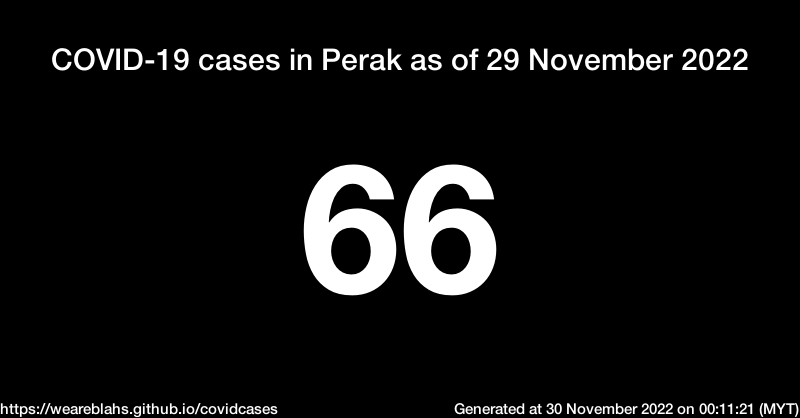 COVID-19 cases in Perak as of 29 November 2022
66
https://weareblahs.github.io/covidcases
Generated at 30 November 2022 on 00:11:21 (MYT)